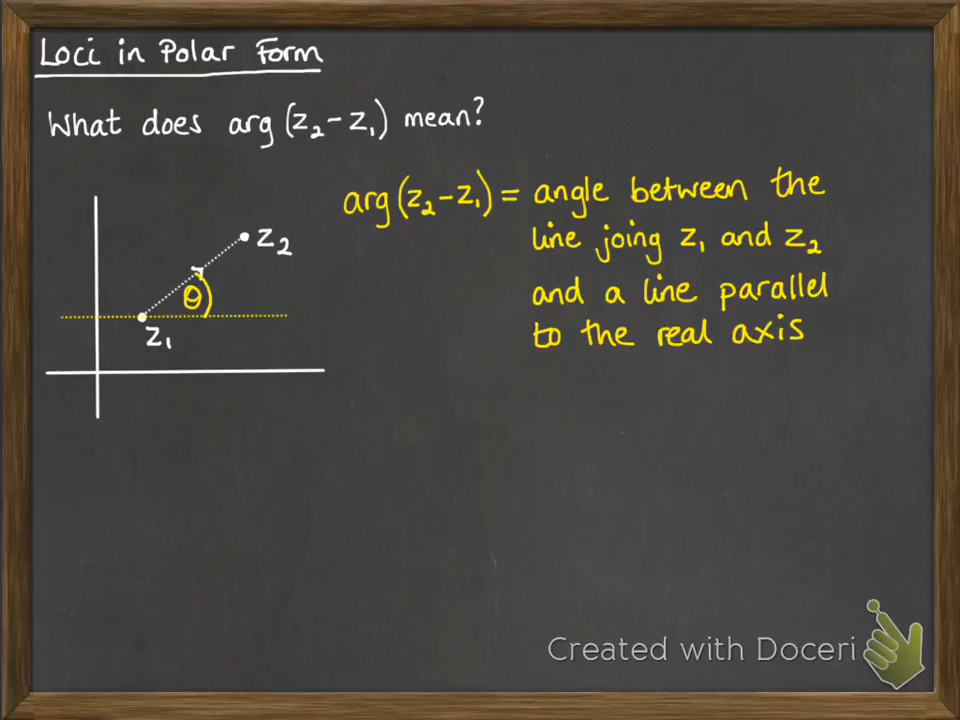 Loci in Polar Form
What does arg (z₂ - z₁) mean?
arg (z₂ - z₁) = angle between the
line joing z₁ and z₂
and a line parallel
to the real axis
z₂
θ
z₁
Created with Doceri